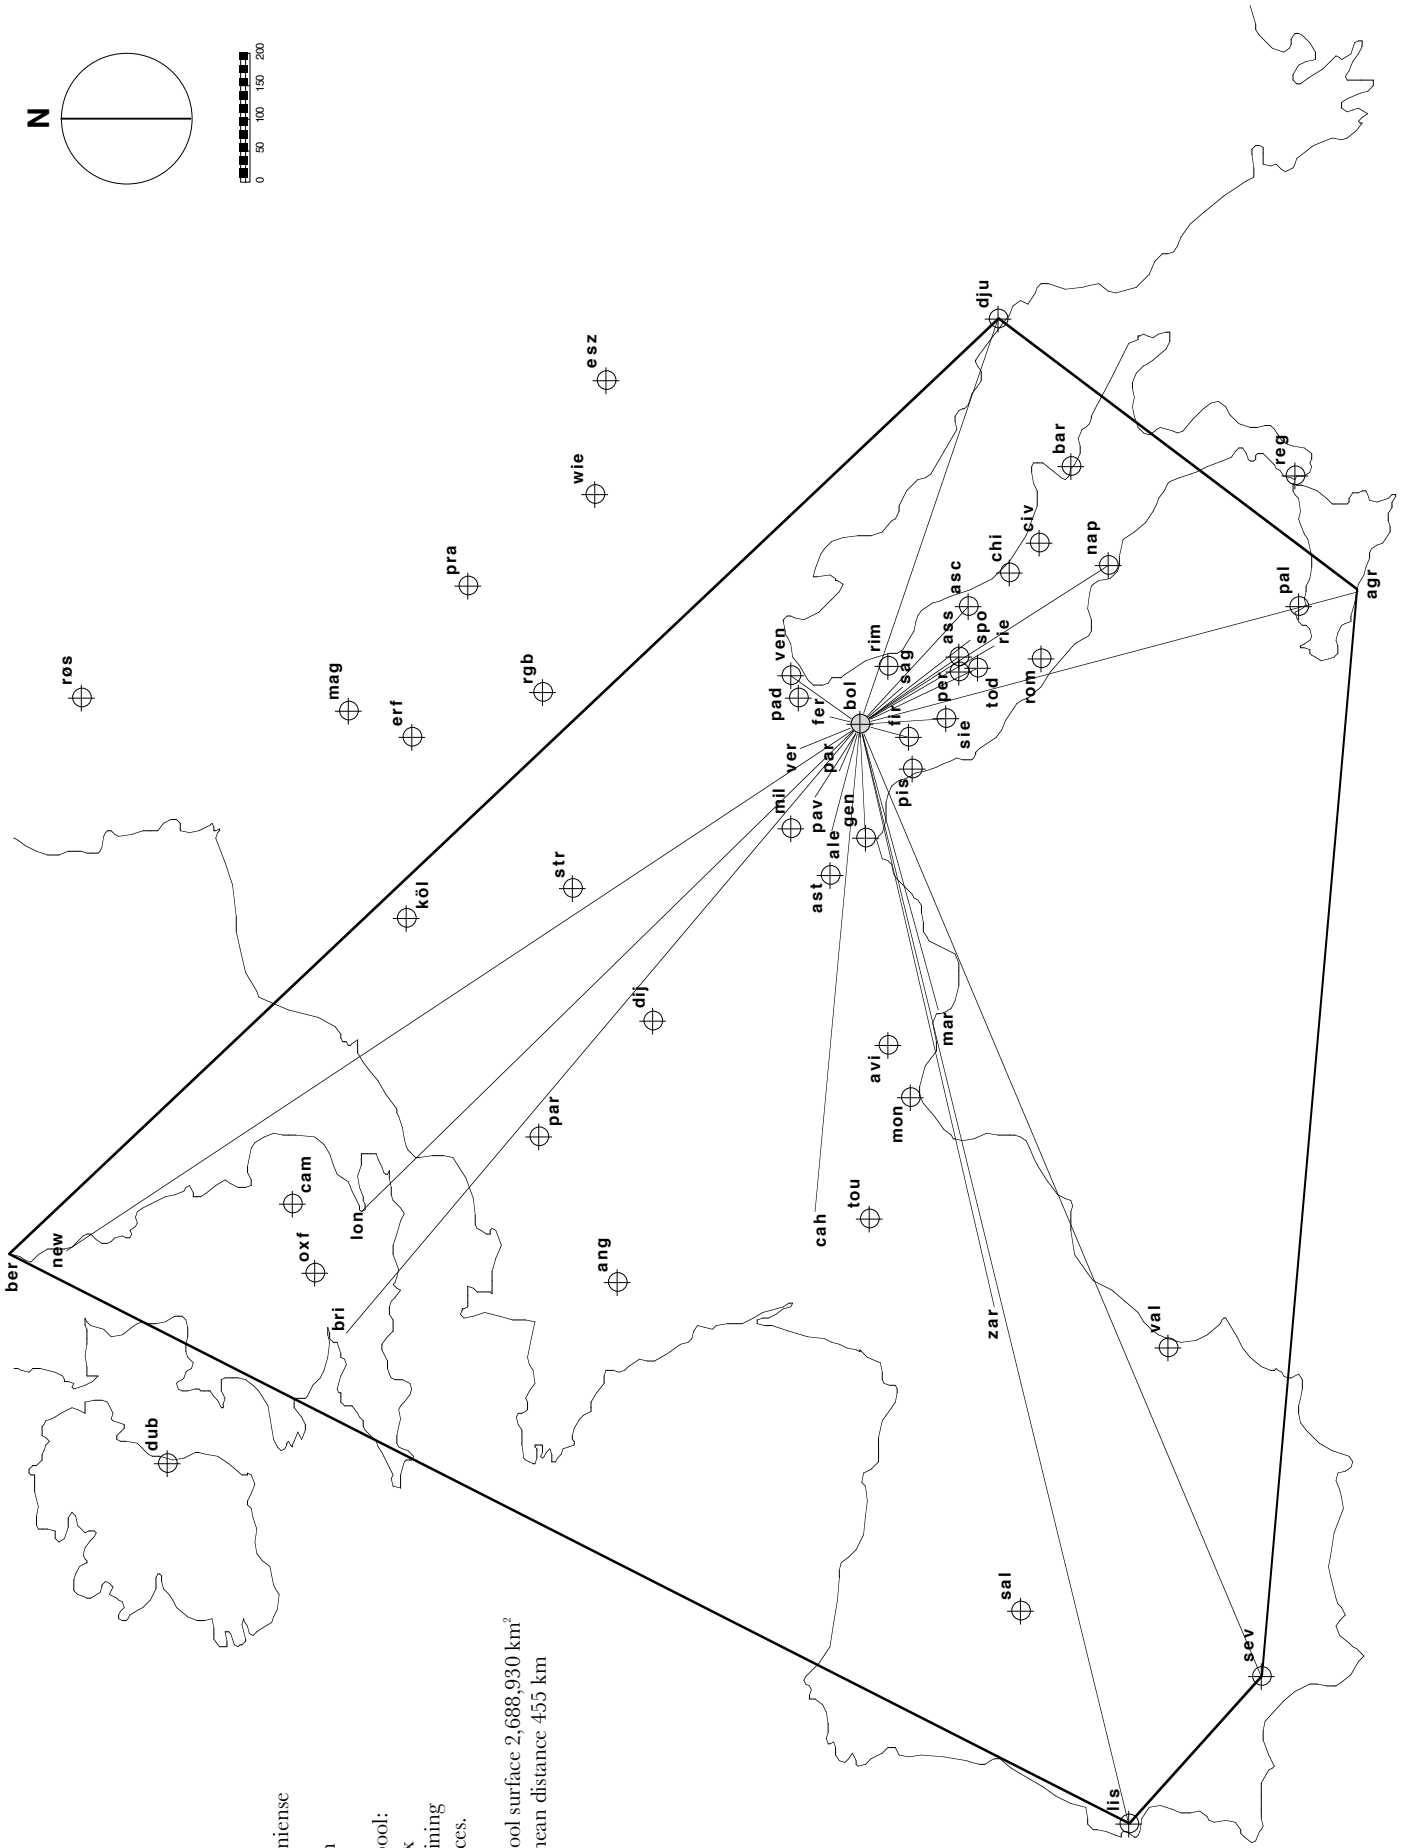 N
0 50 100 150 200
røs
mag
erf
pra
rgb
wie
esz
köl
str
dju
ber
new
cam
oxf
lon
bri
dub
par
dij
ang
ven
pad
fer
ver
bol
rim
sag
fir
par
mil
pav
ale
gen
ast
pis
sie
per
ass
spo
asc
rie
tod
rom
chi
civ
bar
nap
reg
pal
agr
avi
mon
mar
tou
cah
zar
val
sal
sev
lis
niense
n
ool:
k
ining
ces.
ool surface 2,688,930 km²
nean distance 455 km